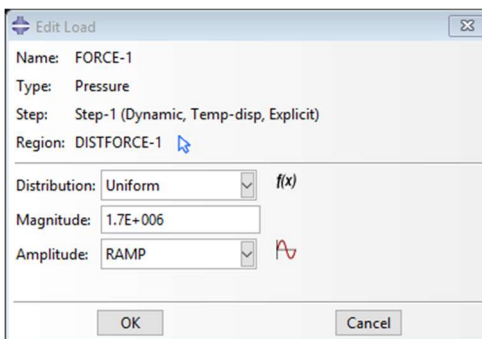 Edit Load
Name: FORCE-1
Type: Pressure
Step: Step-1 (Dynamic, Temp-disp, Explicit)
Region: DISTFORCE-1
Distribution: Uniform f(x)
Magnitude: 1.7E+006
Amplitude: RAMP
OK Cancel